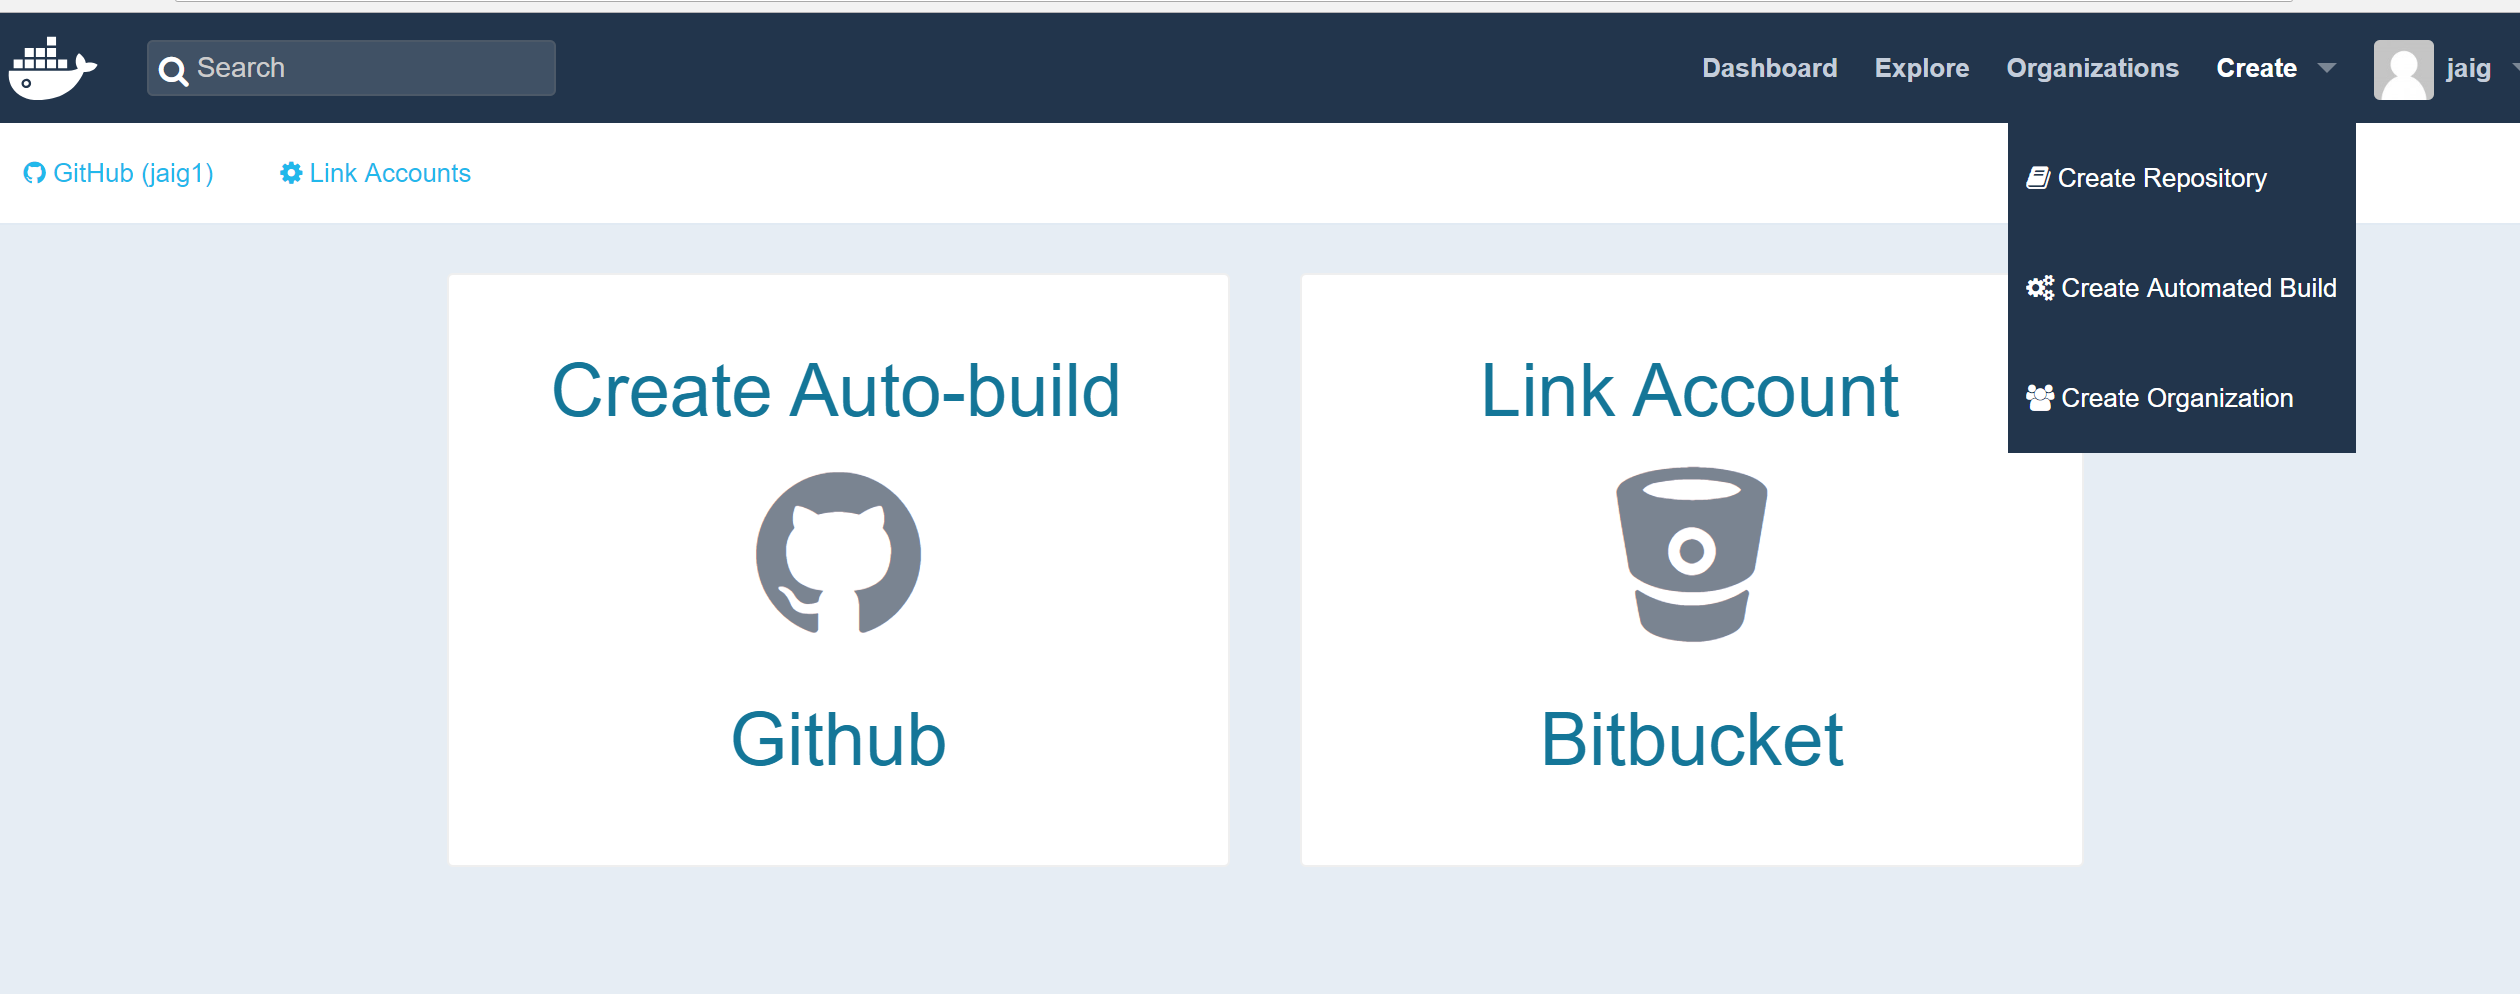 Search
Dashboard Explore Organizations Create jaig
GitHub (jaig1) Link Accounts
Create Repository
Create Automated Build
Create Organization
Create Auto-build
Github
Link Account
Bitbucket